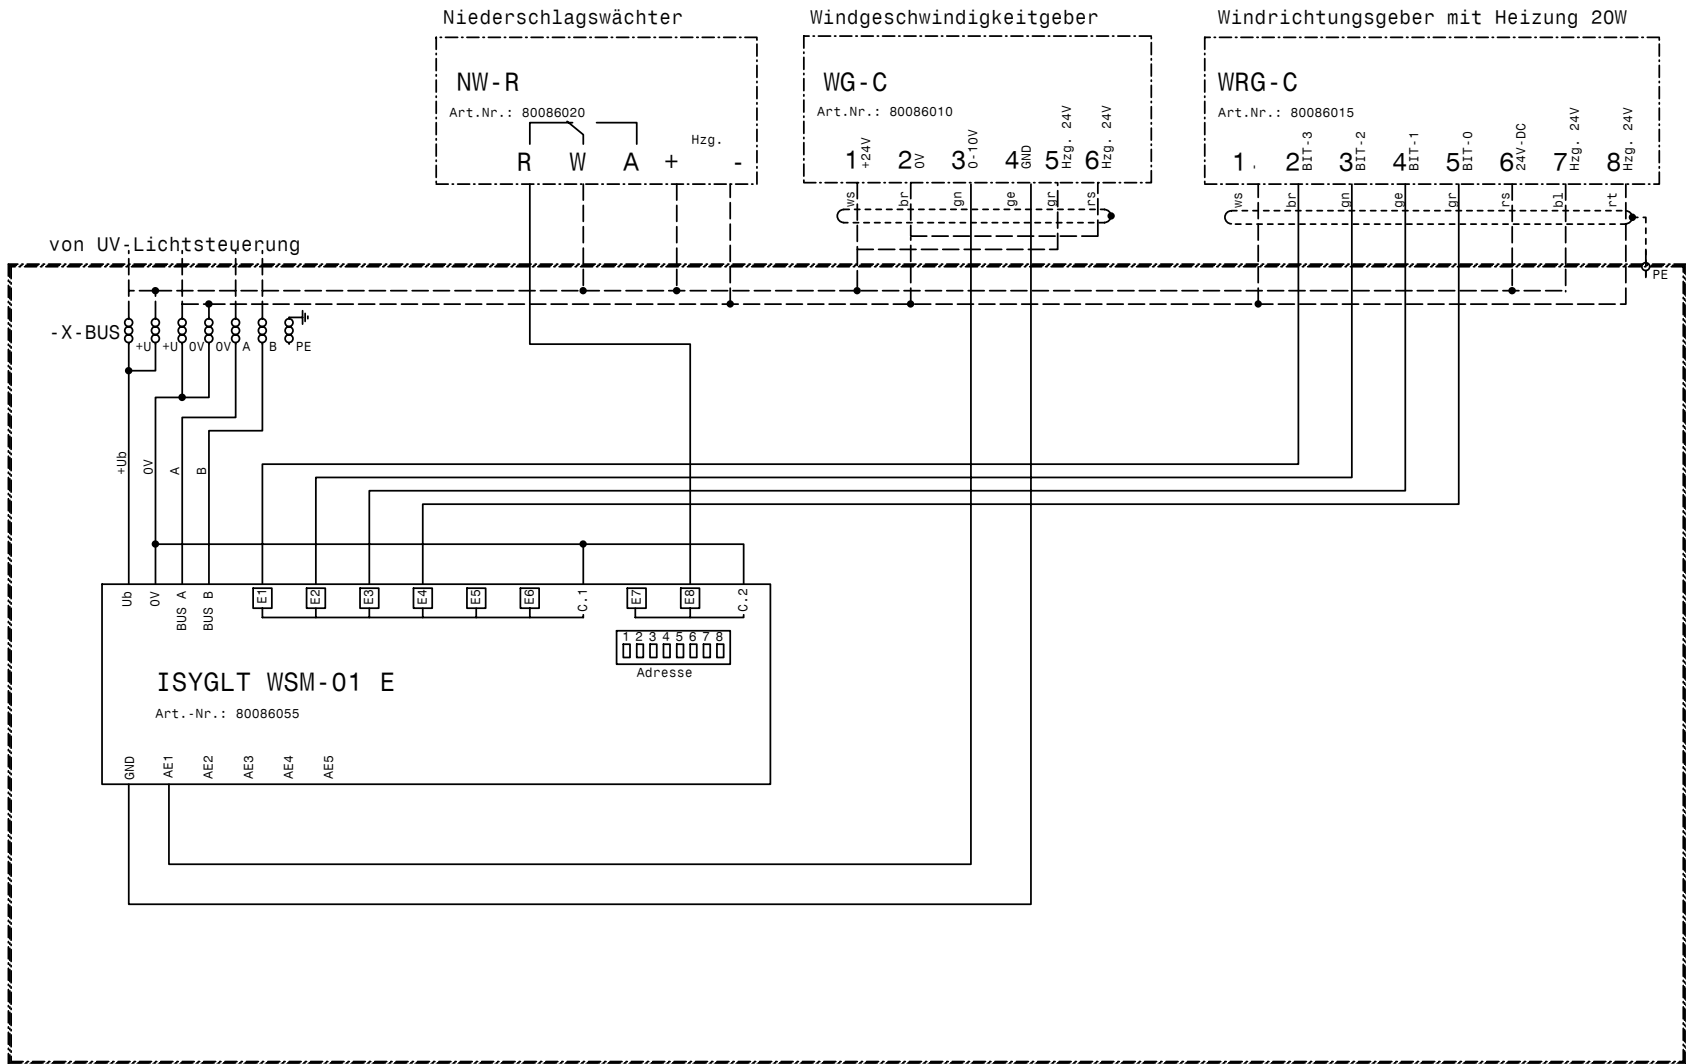 Niederschlagswächter
Windgeschwindigkeitgeber
Windrichtungsgeber mit Heizung 20W
NW-R
Art.Nr.: 80086020
Hzg.
R W A + -
WG-C
Art.Nr.: 80086010
1 +24V
2 0V
3 0-10V
4 GND
5 Hzg. 24V
6 Hzg. 24V
WRG-C
Art.Nr.: 80086015
1
2 BIT-3
3 BIT-2
4 BIT-1
5 BIT-0
6 24V-DC
7 Hzg. 24V
8 Hzg. 24V
ws br gn ge gr rs
ws br gn ge gr rs bl rt
von UV-Lichtsteuerung
PE
-X-BUS
+U +U 0V 0V A B PE
+Ub 0V A B
Ub 0V BUS A BUS B E1 E2 E3 E4 E5 E6 C.1 E7 E8 C.2
1 2 3 4 5 6 7 8
Adresse
ISYGLT WSM-01 E
Art.-Nr.: 80086055
GND AE1 AE2 AE3 AE4 AE5